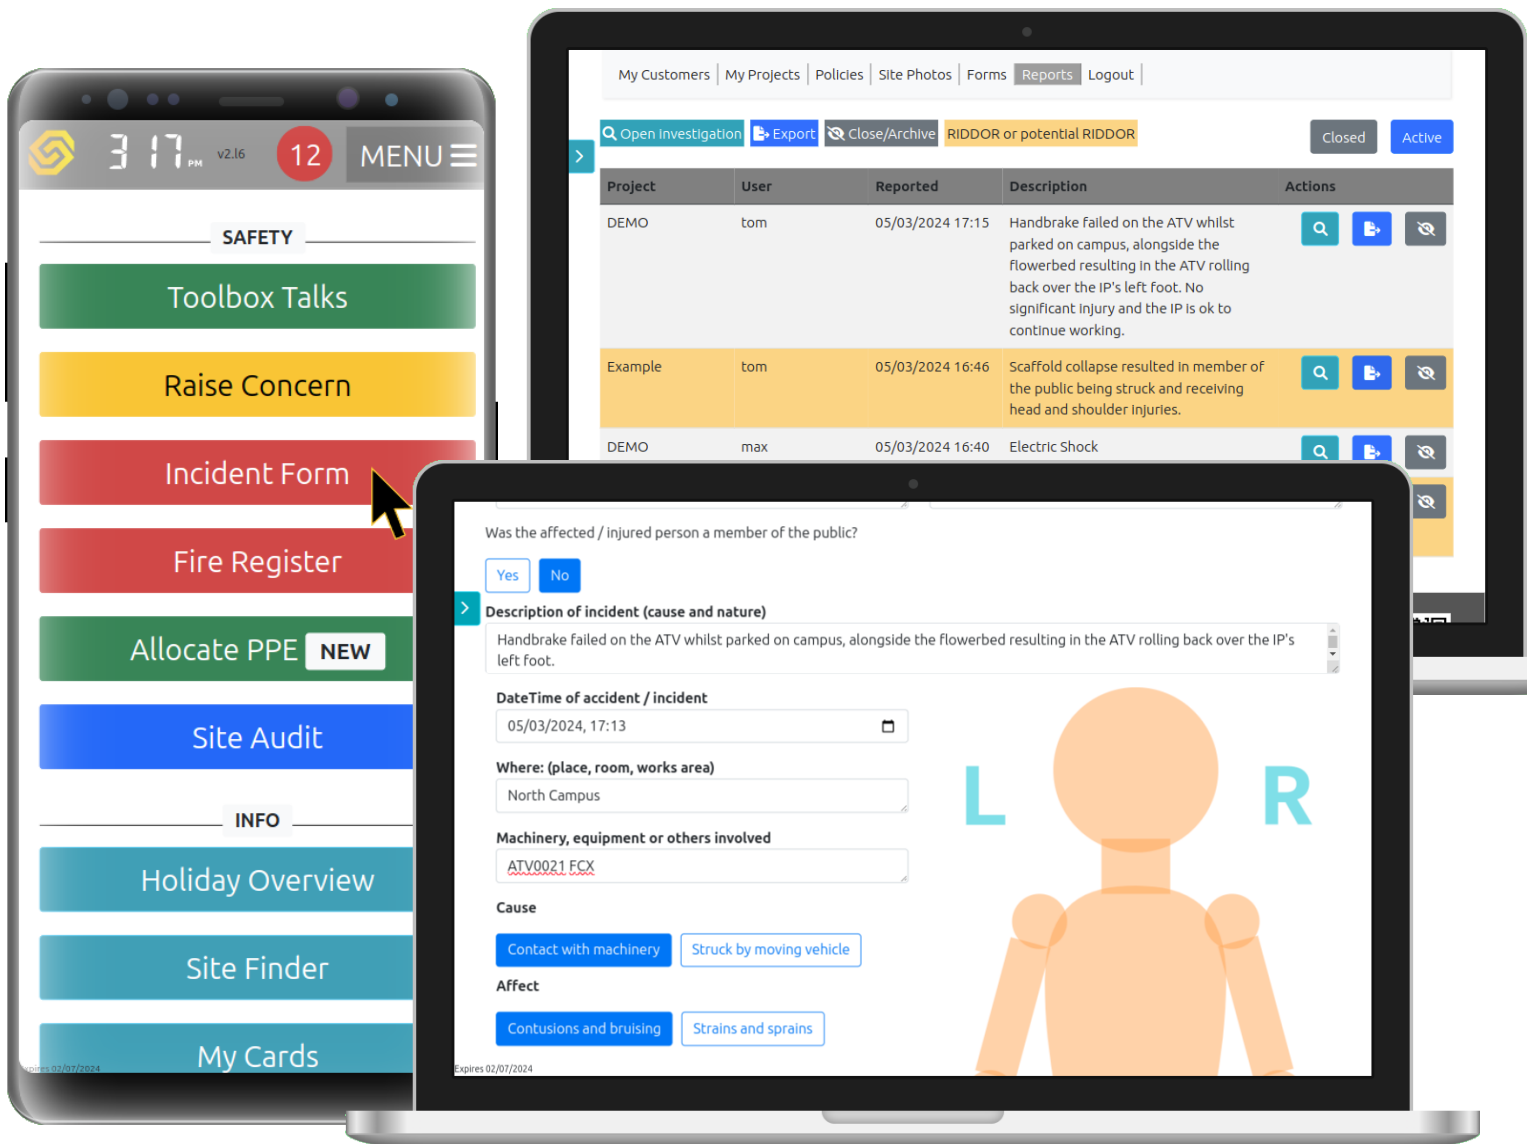 3 17 PM
v2.16
12
MENU
SAFETY
Toolbox Talks
Raise Concern
Incident Form
Fire Register
Allocate PPE NEW
Site Audit
INFO
Holiday Overview
Site Finder
My Cards
xpires 02/07/2024
My Customers My Projects Policies Site Photos Forms Reports Logout
Open Investigation Export Close/Archive RIDDOR or potential RIDDOR
Closed Active
Project User Reported Description Actions
DEMO tom 05/03/2024 17:15 Handbrake failed on the ATV whilst
parked on campus, alongside the
flowerbed resulting in the ATV rolling
back over the IP's left foot. No
significant injury and the IP is ok to
continue working.
Example tom 05/03/2024 16:46 Scaffold collapse resulted in member of
the public being struck and receiving
head and shoulder injuries.
DEMO max 05/03/2024 16:40 Electric Shock
Was the affected / injured person a member of the public?
Yes No
Description of incident (cause and nature)
Handbrake failed on the ATV whilst parked on campus, alongside the flowerbed resulting in the ATV rolling back over the IP's
left foot.
DateTime of accident / incident
05/03/2024, 17:13
Where: (place, room, works area)
North Campus
Machinery, equipment or others involved
ATV0021 FCX
Cause
Contact with machinery Struck by moving vehicle
Affect
Contusions and bruising Strains and sprains
L R
Expires 02/07/2024